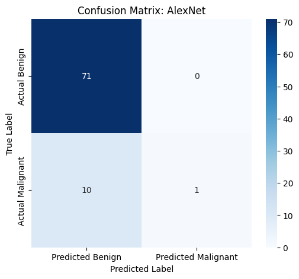 Confusion Matrix: AlexNet
Actual Benign
Actual Malignant
True Label
71
0
10
1
Predicted Benign
Predicted Malignant
Predicted Label
70
60
50
40
30
20
10
0